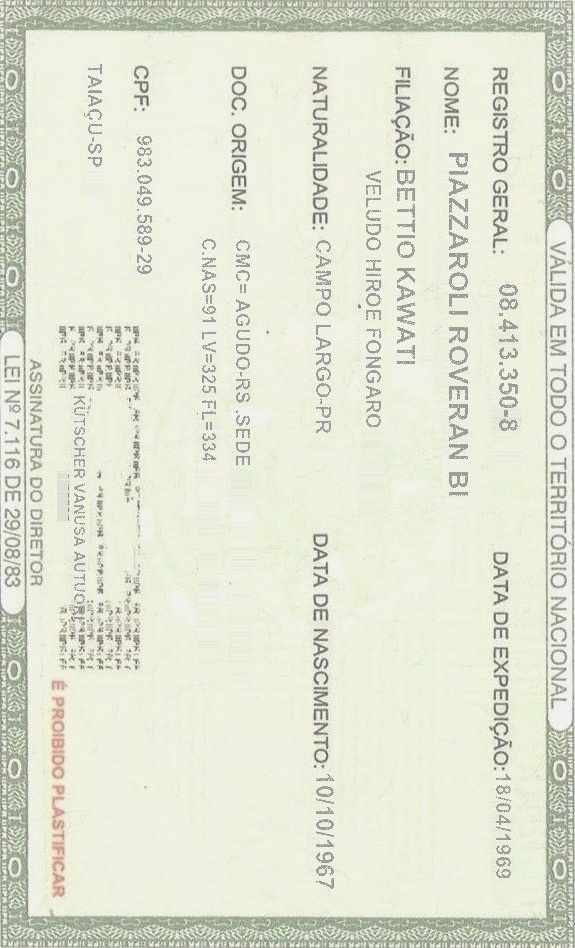 VÁLIDA EM TODO O TERRITÓRIO NACIONAL
REGISTRO GERAL: 08.413.350-8 DATA DE EXPEDIÇÃO: 18/04/1969
NOME: PIAZZAROLI ROVERAN BI
FILIAÇÃO: BETTIO KAWATI
VELUDO HIROE FONGARO
NATURALIDADE: CAMPO LARGO-PR DATA DE NASCIMENTO: 10/10/1967
DOC. ORIGEM: CMC= AGUDO-RS ,SEDE
C.NAS=91 LV=325 FL=334
CPF: 983.049.589-29
TAIAÇU-SP
KUTSCHER VANUSA AUTUO
ASSINATURA DO DIRETOR
É PROIBIDO PLASTIFICAR
LEI Nº 7.116 DE 29/08/83